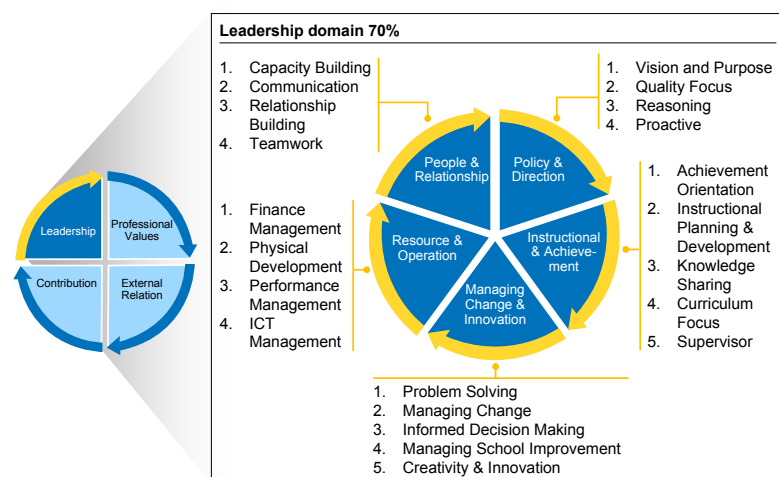 Leadership domain 70%
1. Capacity Building
2. Communication
3. Relationship
Building
4. Teamwork
1. Vision and Purpose
2. Quality Focus
3. Reasoning
4. Proactive
People &
Relationship
Policy &
Direction
Leadership
Professional
Values
Contribution
External
Relation
1. Finance
Management
2. Physical
Development
3. Performance
Management
4. ICT
Management
Resource &
Operation
Instructional
& Achieve-
ment
Managing
Change &
Innovation
1. Achievement
Orientation
2. Instructional
Planning &
Development
3. Knowledge
Sharing
4. Curriculum
Focus
5. Supervisor
1. Problem Solving
2. Managing Change
3. Informed Decision Making
4. Managing School Improvement
5. Creativity & Innovation